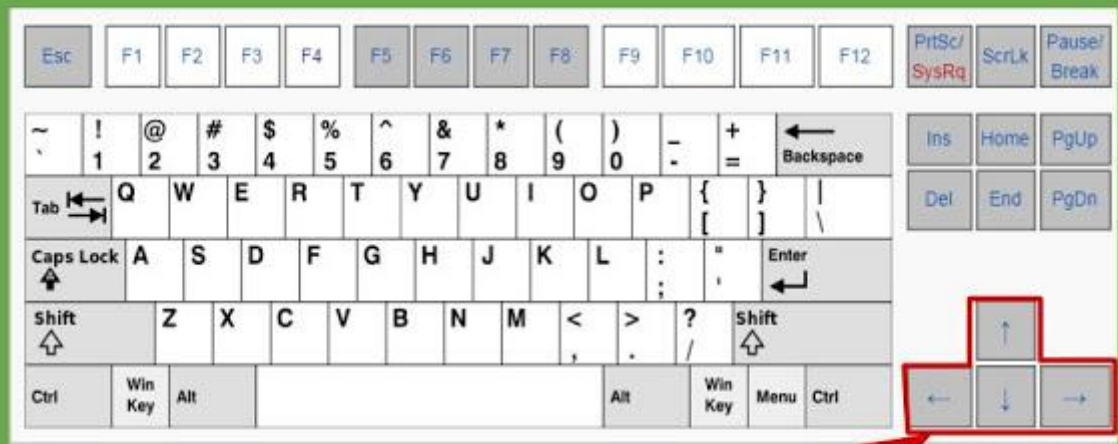 Esc F1 F2 F3 F4 F5 F6 F7 F8 F9 F10 F11 F12 PrtSc/ SysRq ScrLk Pause/ Break
~ ! @ # $ % ^ & * ( ) _ + Backspace
` 1 2 3 4 5 6 7 8 9 0 - =
Ins Home PgUp
Tab Q W E R T Y U I O P { } |
[ ] \
Del End PgDn
Caps Lock A S D F G H J K L : " Enter
; '
Shift Z X C V B N M < > ? Shift
, . /
↑
Ctrl Win Key Alt Alt Win Key Menu Ctrl
← ↓ →